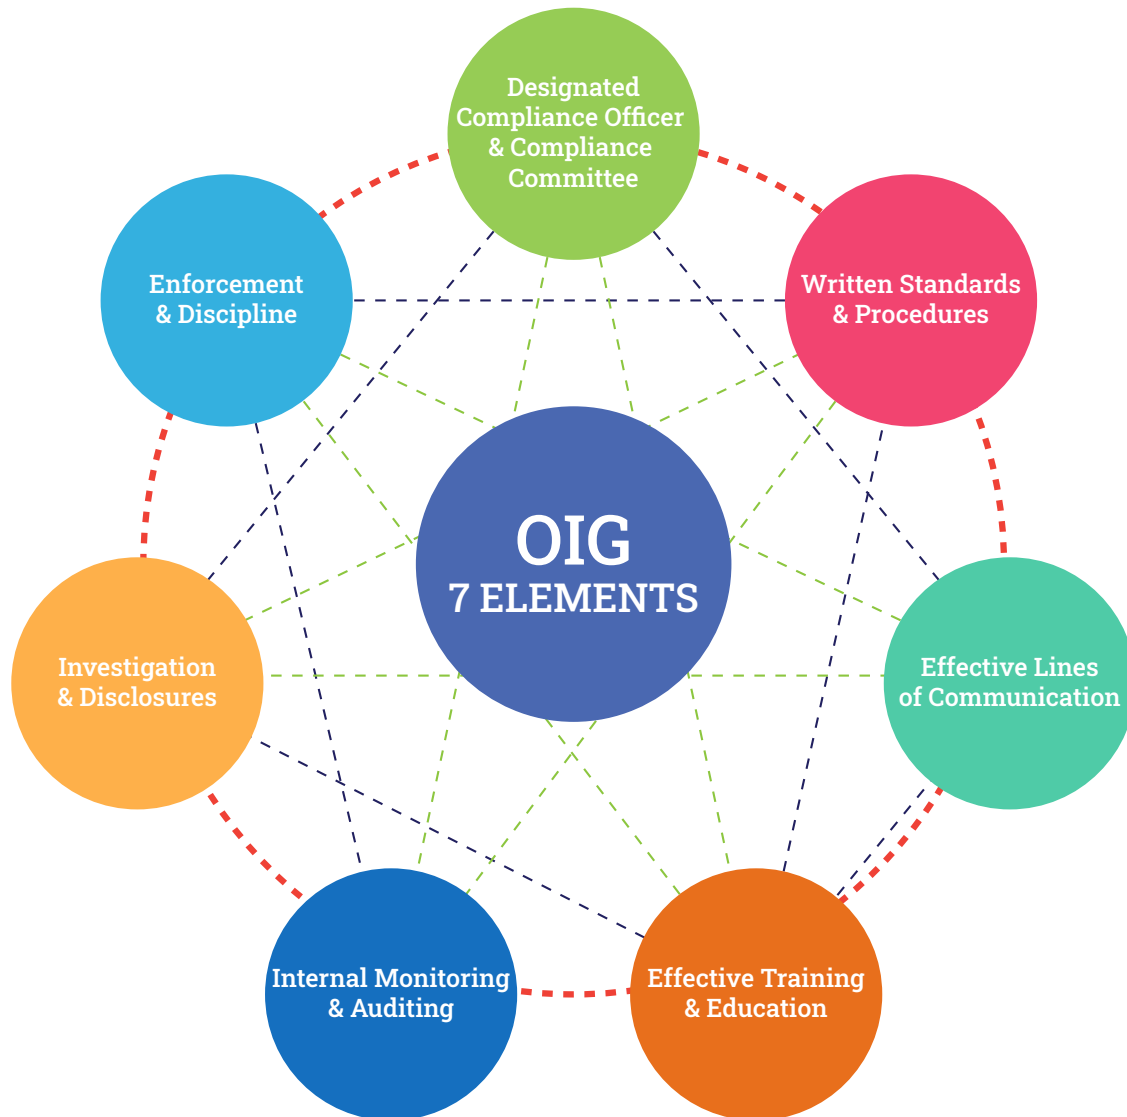 Designated
Compliance Officer
& Compliance
Committee
Enforcement
& Discipline
Written Standards
& Procedures
OIG
7 ELEMENTS
Investigation
& Disclosures
Effective Lines
of Communication
Internal Monitoring
& Auditing
Effective Training
& Education